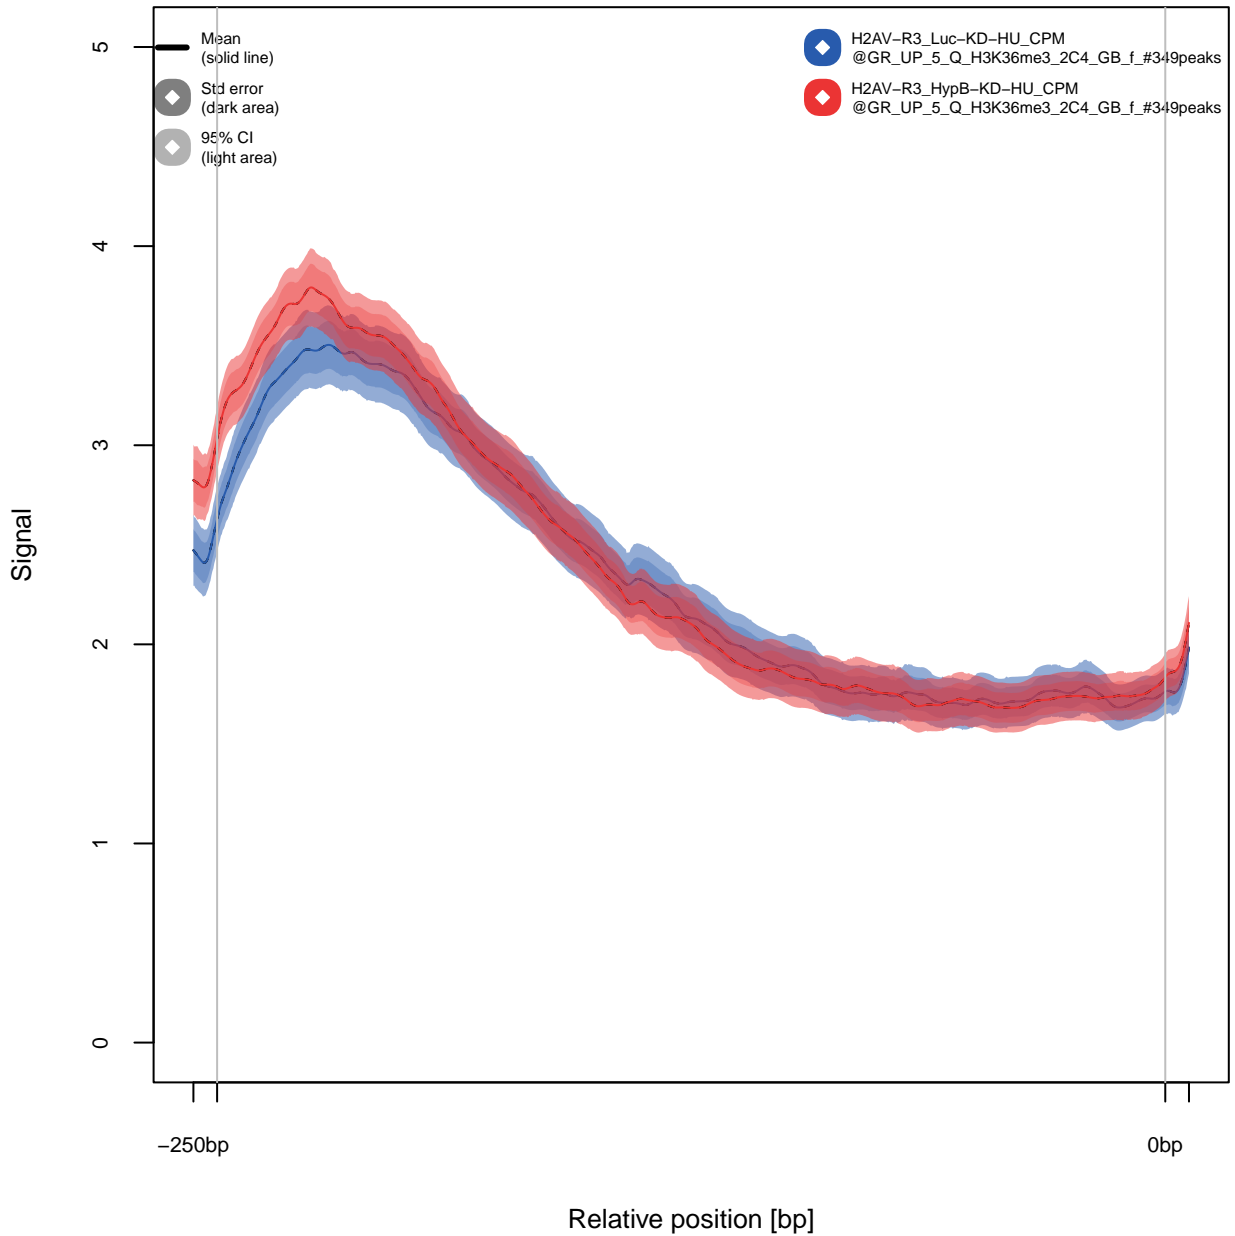 Mean
(solid line)
Std error
(dark area)
95% CI
(light area)
H2AV−R3_Luc−KD−HU_CPM
@GR_UP_5_Q_H3K36me3_2C4_GB_f_#349peaks
H2AV−R3_HypB−KD−HU_CPM
@GR_UP_5_Q_H3K36me3_2C4_GB_f_#349peaks
5
4
3
2
1
0
Signal
−250bp 0bp
Relative position [bp]